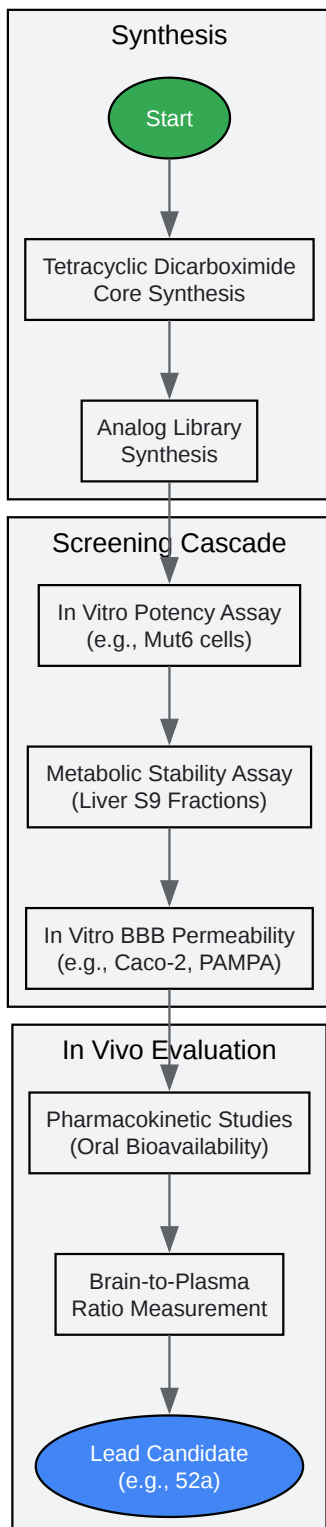 Synthesis
Start
Tetracyclic Dicarboximide
Core Synthesis
Analog Library
Synthesis
Screening Cascade
In Vitro Potency Assay
(e.g., Mut6 cells)
Metabolic Stability Assay
(Liver S9 Fractions)
In Vitro BBB Permeability
(e.g., Caco-2, PAMPA)
In Vivo Evaluation
Pharmacokinetic Studies
(Oral Bioavailability)
Brain-to-Plasma
Ratio Measurement
Lead Candidate
(e.g., 52a)